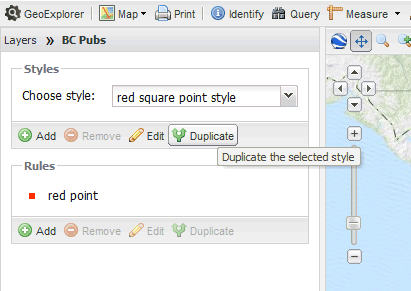 GeoExplorer Map Print Identify Query Measure
Layers BC Pubs
Styles
Choose style: red square point style
Add Remove Edit Duplicate
Duplicate the selected style
Rules
red point
Add Remove Edit Duplicate